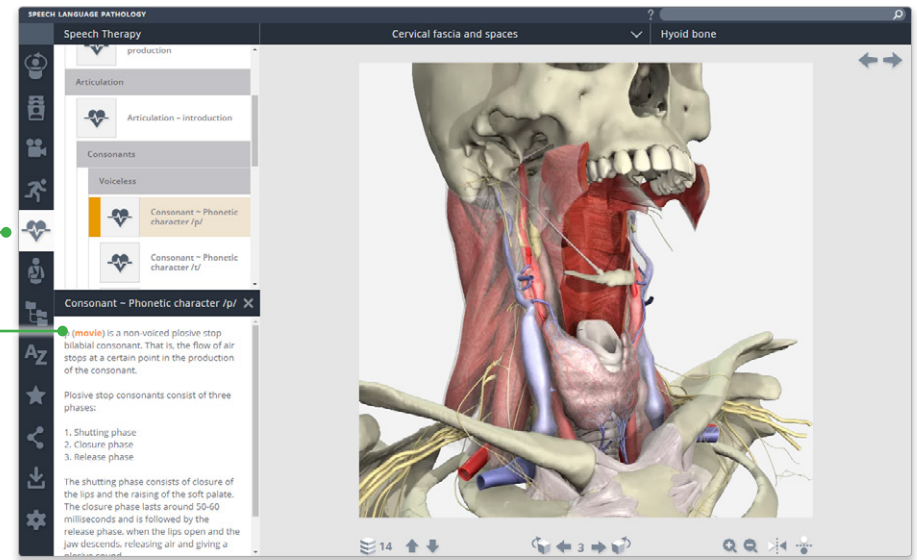 SPEECH LANGUAGE PATHOLOGY
?
Speech Therapy
Cervical fascia and spaces
Hyoid bone
production
Articulation
Articulation – introduction
Consonants
Voiceless
Consonant ~ Phonetic
character /p/
Consonant ~ Phonetic
character /t/
Consonant – Phonetic character /p/
(movie) is a non-voiced plosive stop
bilabial consonant. That is, the flow of air
stops at a certain point in the production
of the consonant.
Plosive stop consonants consist of three
phases:
1. Shutting phase
2. Closure phase
3. Release phase
The shutting phase consists of closure of
the lips and the raising of the soft palate.
The closure phase lasts around 50-60
milliseconds and is followed by the
release phase, when the lips open and the
jaw descends, releasing air and giving a
plosive sound
AZ
14
3